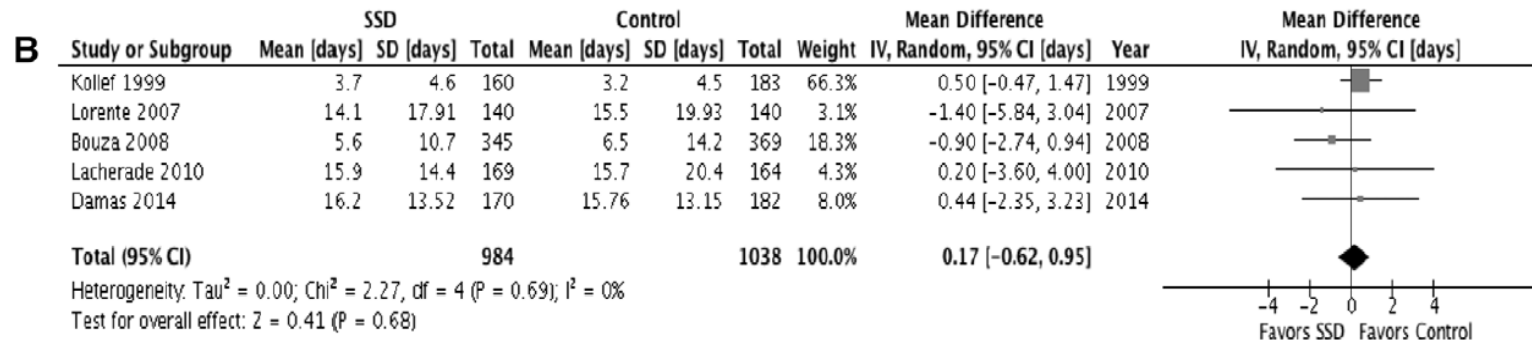 SSD Control Mean Difference Mean Difference
B Study or Subgroup Mean [days] SD [days] Total Mean [days] SD [days] Total Weight IV, Random, 95% CI [days] Year IV, Random, 95% CI [days]
Kollef 1999 3.7 4.6 160 3.2 4.5 183 66.3% 0.50 [-0.47, 1.47] 1999
Lorente 2007 14.1 17.91 140 15.5 19.93 140 3.1% -1.40 [-5.84, 3.04] 2007
Bouza 2008 5.6 10.7 345 6.5 14.2 369 18.3% -0.90 [-2.74, 0.94] 2008
Lacherade 2010 15.9 14.4 169 15.7 20.4 164 4.3% 0.20 [-3.60, 4.00] 2010
Damas 2014 16.2 13.52 170 15.76 13.15 182 8.0% 0.44 [-2.35, 3.23] 2014
Total (95% CI) 984 1038 100.0% 0.17 [-0.62, 0.95]
Heterogeneity: Tau² = 0.00; Chi² = 2.27, df = 4 (P = 0.69); I² = 0%
Test for overall effect: Z = 0.41 (P = 0.68)
-4 -2 0 2 4
Favors SSD Favors Control